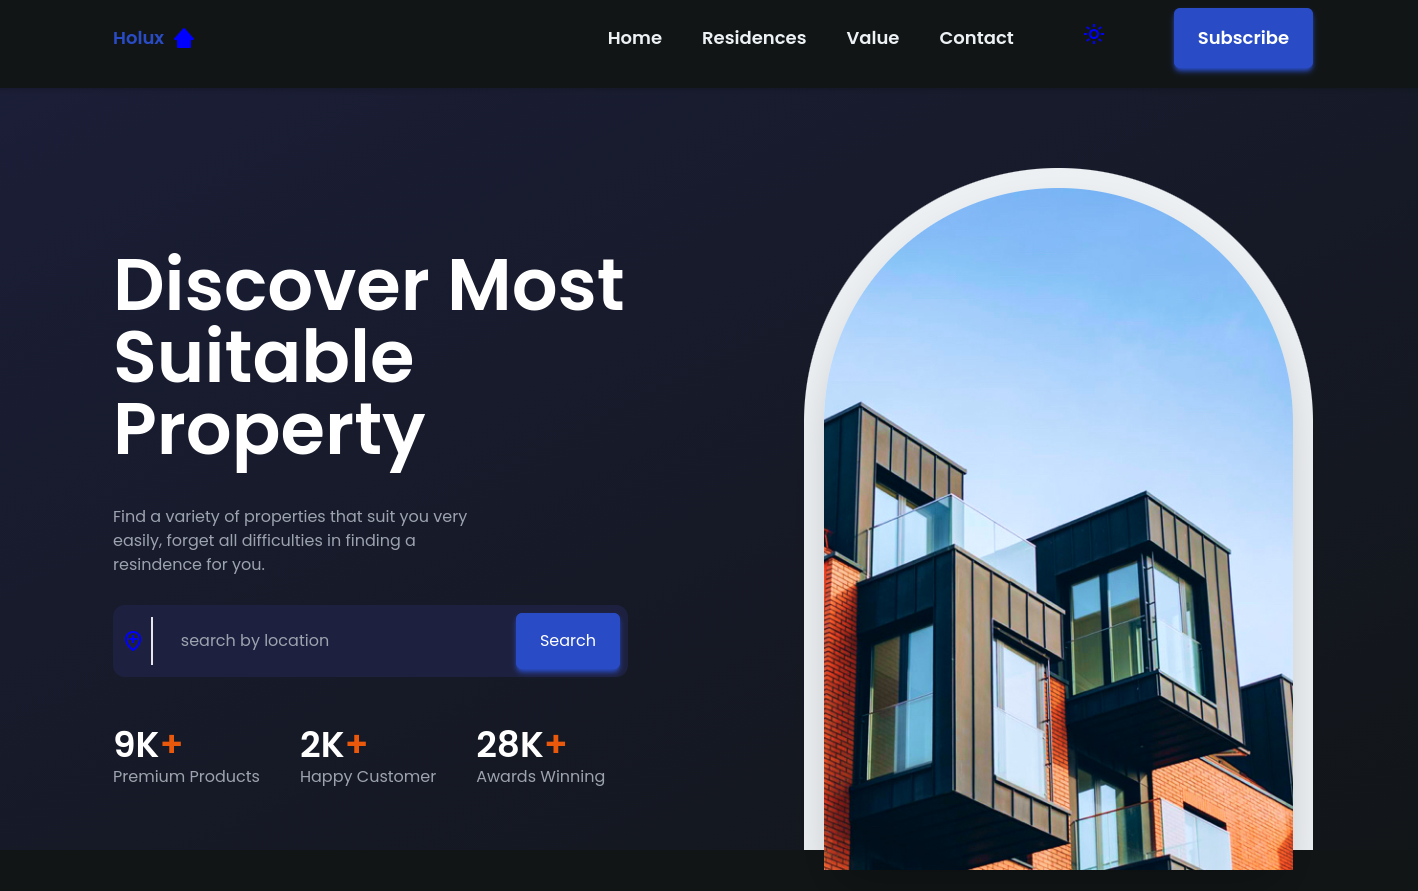 Holux
Home
Residences
Value
Contact
Subscribe
Discover Most
Suitable
Property
Find a variety of properties that suit you very
easily, forget all difficulties in finding a
resindence for you.
search by location
Search
9K+
Premium Products
2K+
Happy Customer
28K+
Awards Winning